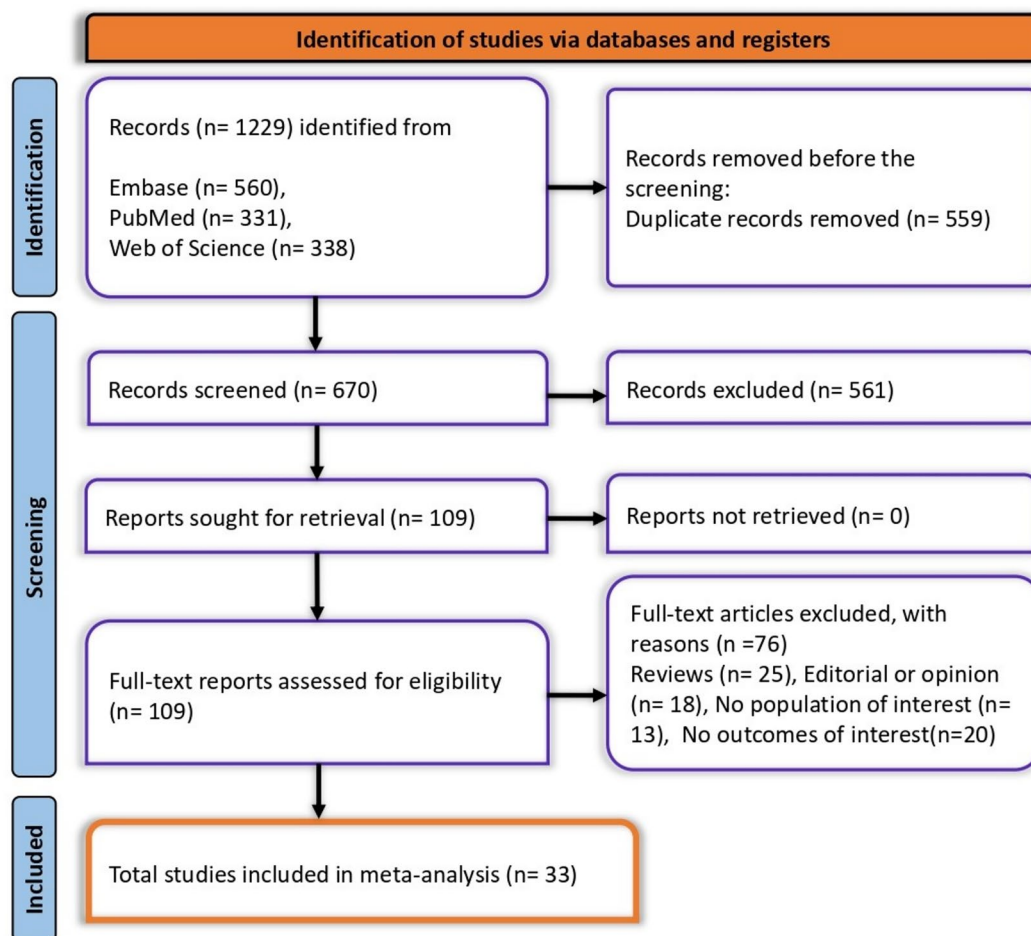 Identification of studies via databases and registers
Identification
Records (n= 1229) identified from
Embase (n= 560),
PubMed (n= 331),
Web of Science (n= 338)
Records removed before the
screening:
Duplicate records removed (n= 559)
Screening
Records screened (n= 670)
Records excluded (n= 561)
Reports sought for retrieval (n= 109)
Reports not retrieved (n= 0)
Full-text reports assessed for eligibility
(n= 109)
Full-text articles excluded, with
reasons (n =76)
Reviews (n= 25), Editorial or opinion
(n= 18), No population of interest (n=
13),  No outcomes of interest(n=20)
Included
Total studies included in meta-analysis (n= 33)